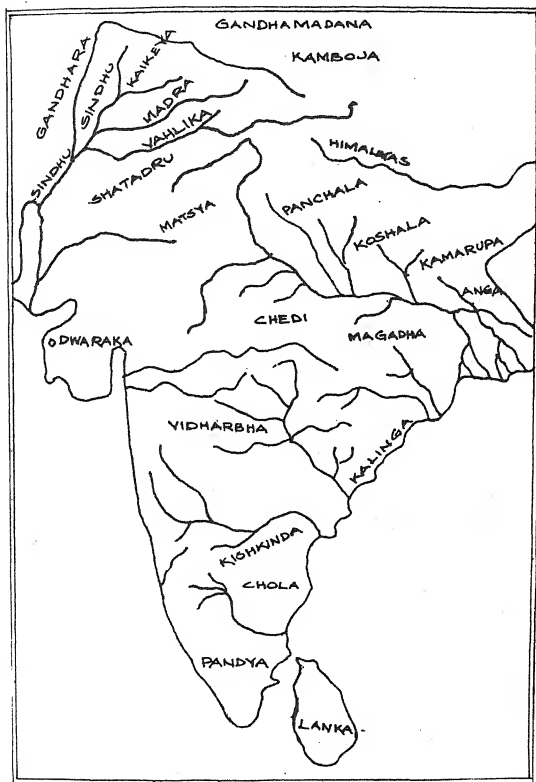 GANDHAMADANA
KAMBOJA
GANDHARA
SINDHU
KAIKEYA
MADRA
VAHLIKA
SINDHU
SHATADRU
HIMALAYAS
MATSYA
PANCHALA
KOSHALA
KAMARUPA
ANGA
CHEDI
MAGADHA
DWARAKA
VIDHARBHA
KALINGA
KISHKINDA
CHOLA
PANDYA
LANKA